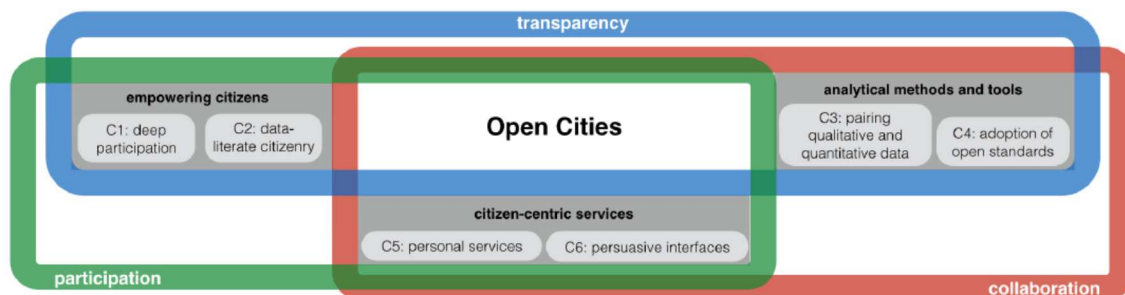 transparency
empowering citizens
C1: deep
participation
C2: data-
literate citizenry
Open Cities
analytical methods and tools
C3: pairing
qualitative and
quantitative data
C4: adoption of
open standards
citizen-centric services
C5: personal services
C6: persuasive interfaces
participation
collaboration